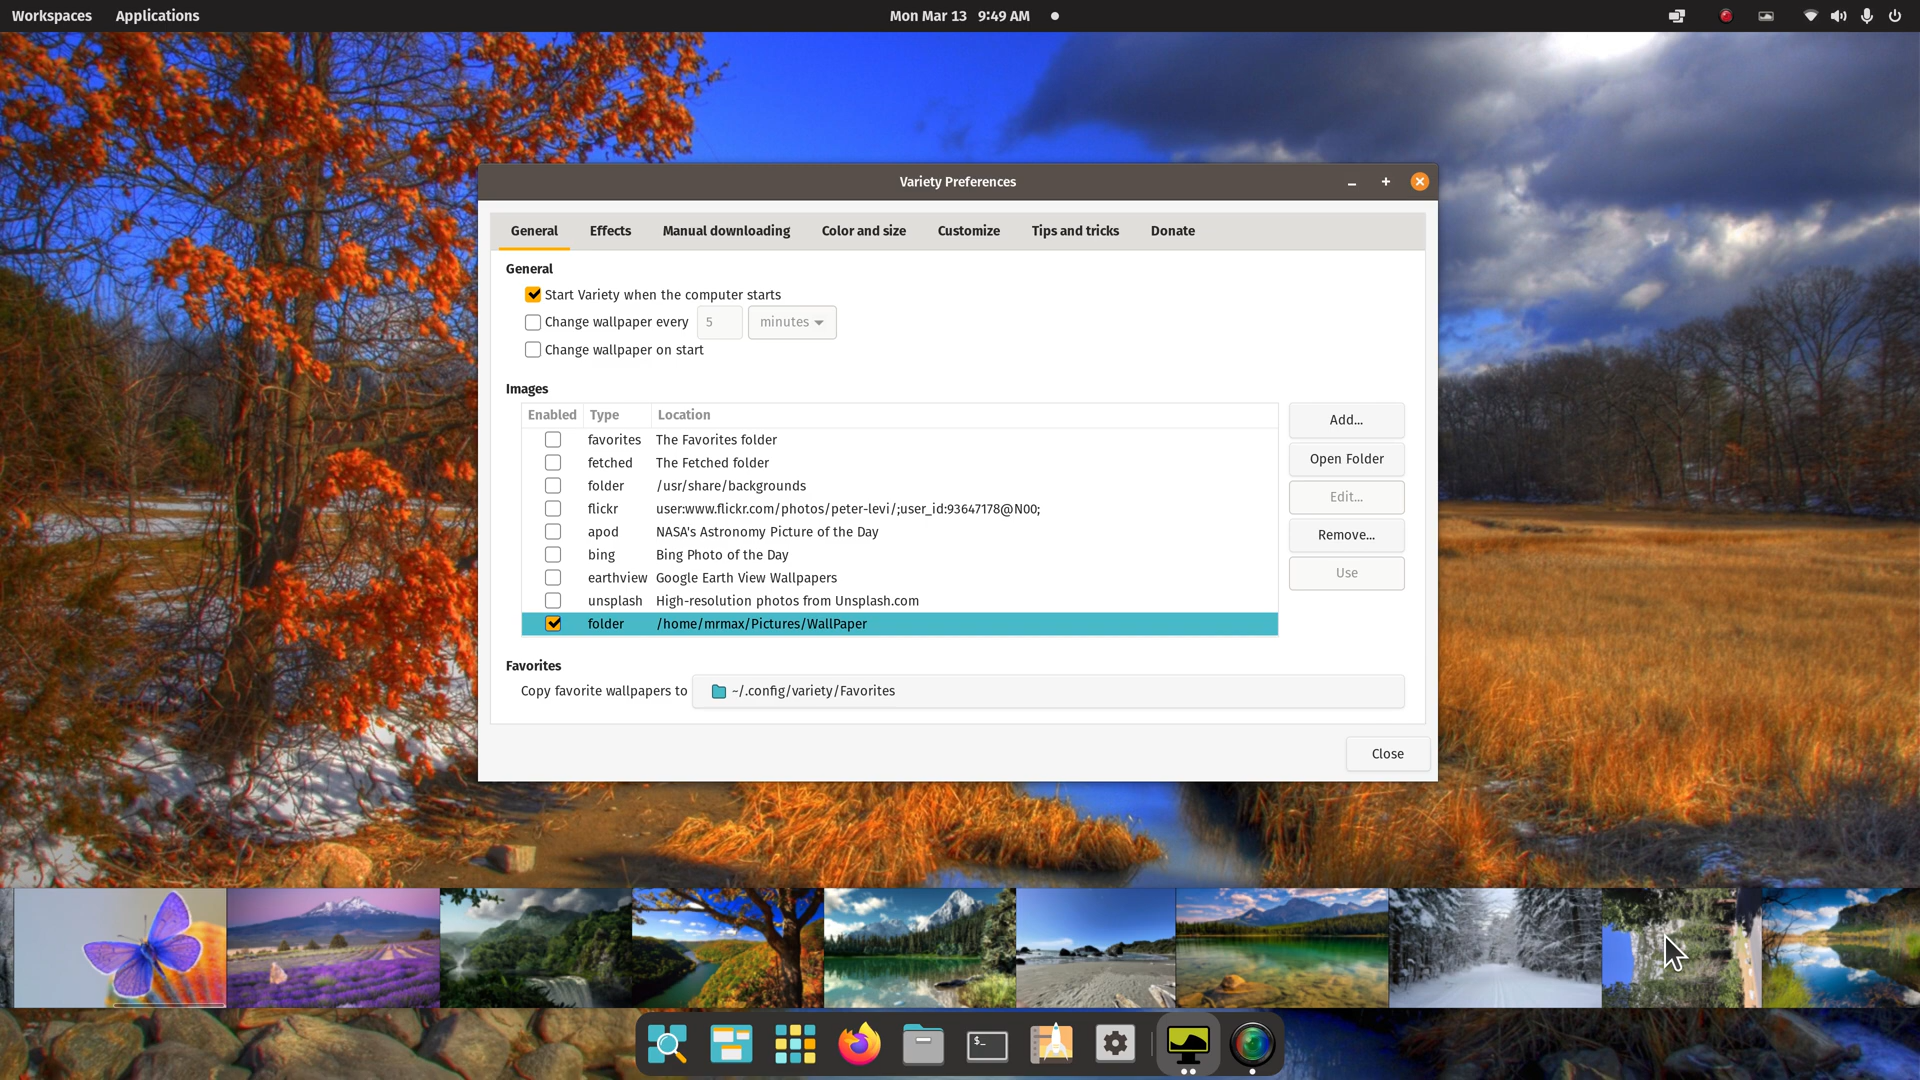 Workspaces Applications Mon Mar 13 9:49 AM
Variety Preferences
General Effects Manual downloading Color and size Customize Tips and tricks Donate
General
Start Variety when the computer starts
Change wallpaper every 5 minutes
Change wallpaper on start
Images
Enabled Type Location
favorites The Favorites folder
fetched The Fetched folder
folder /usr/share/backgrounds
flickr user:www.flickr.com/photos/peter-levi/;user_id:93647178@N00;
apod NASA's Astronomy Picture of the Day
bing Bing Photo of the Day
earthview Google Earth View Wallpapers
unsplash High-resolution photos from Unsplash.com
folder /home/mrmax/Pictures/WallPaper
Add...
Open Folder
Edit...
Remove...
Use
Favorites
Copy favorite wallpapers to ~/.config/variety/Favorites
Close
$_